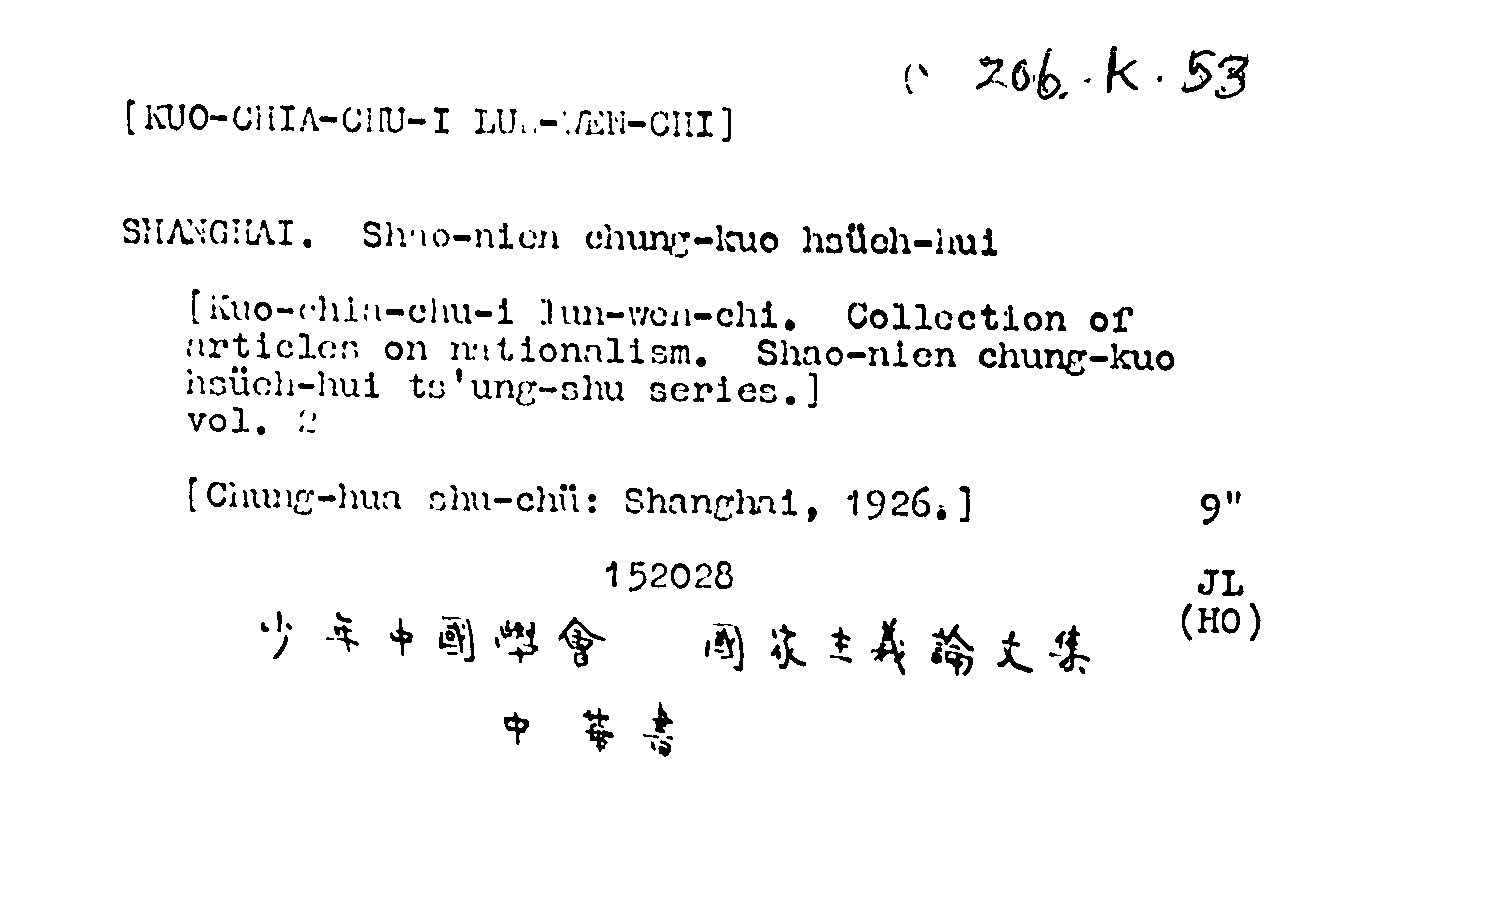 206. K. 53
[KUO-CHIA-CHU-I LUN-WEN-CHI]
SHANGHAI. Shao-nien chung-kuo hsüeh-hui
[Kuo-chia-chu-i lun-wen-chi. Collection of
articles on nationalism. Shao-nien chung-kuo
hsüeh-hui ts'ung-shu series.]
vol. 2
[Chung-hua shu-chü: Shanghai, 1926.] 9"
152028 JL
(HO)
少年中國學會 國家主義論文集
中華書